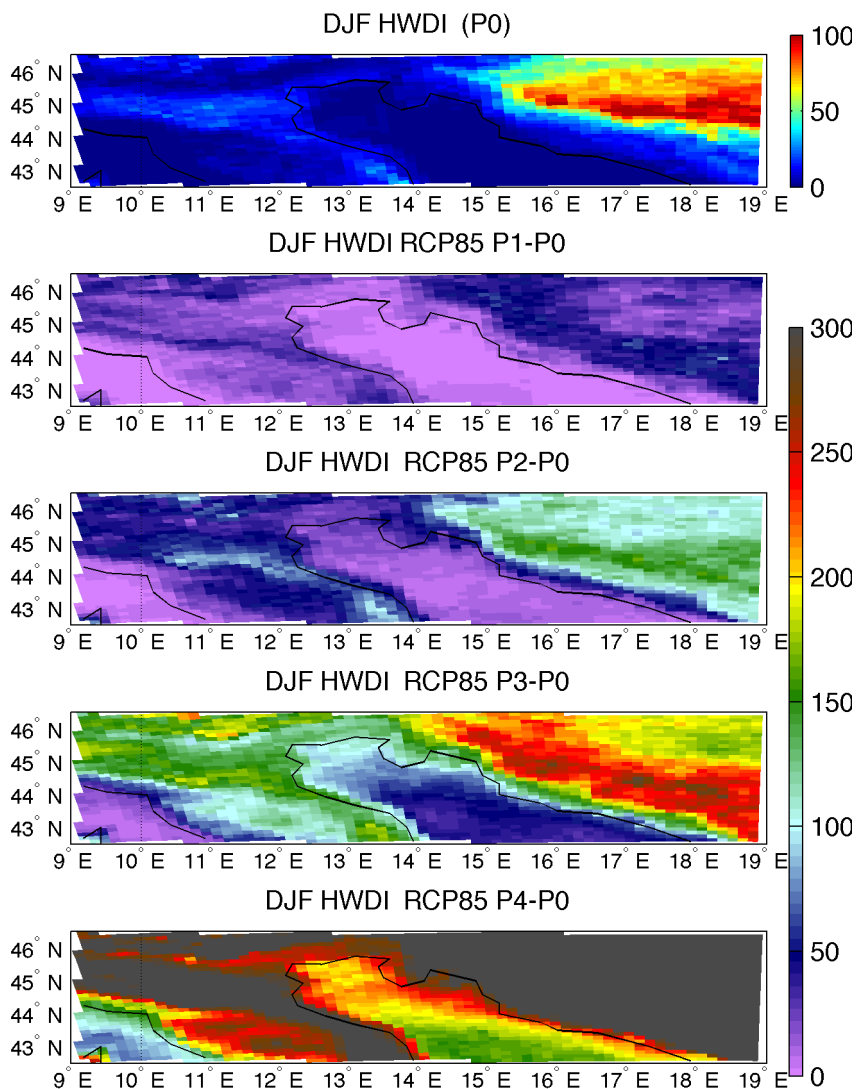 DJF HWDI (P0)
46° N
45° N
44° N
43° N
9° E 10° E 11° E 12° E 13° E 14° E 15° E 16° E 17° E 18° E 19° E
100
50
0
DJF HWDI RCP85 P1-P0
46° N
45° N
44° N
43° N
9° E 10° E 11° E 12° E 13° E 14° E 15° E 16° E 17° E 18° E 19° E
DJF HWDI RCP85 P2-P0
46° N
45° N
44° N
43° N
9° E 10° E 11° E 12° E 13° E 14° E 15° E 16° E 17° E 18° E 19° E
DJF HWDI RCP85 P3-P0
46° N
45° N
44° N
43° N
9° E 10° E 11° E 12° E 13° E 14° E 15° E 16° E 17° E 18° E 19° E
DJF HWDI RCP85 P4-P0
46° N
45° N
44° N
43° N
9° E 10° E 11° E 12° E 13° E 14° E 15° E 16° E 17° E 18° E 19° E
300
250
200
150
100
50
0